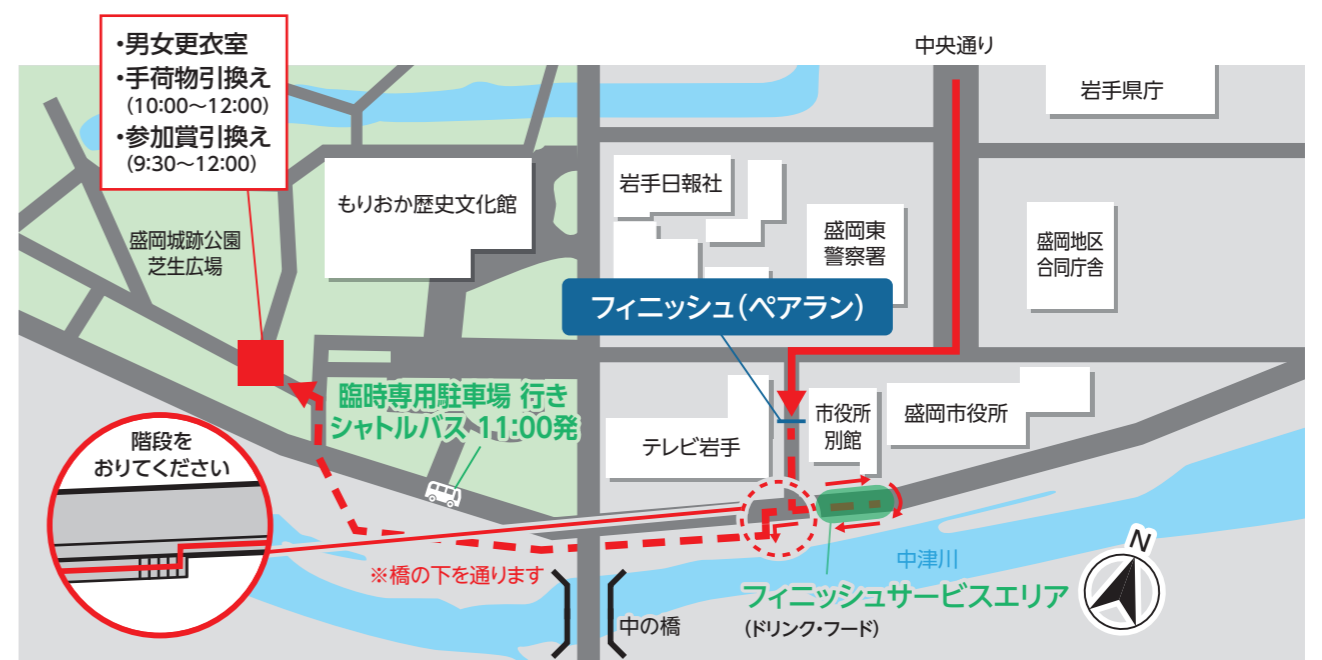 ・男女更衣室
・手荷物引換え
(10:00〜12:00)
・参加賞引換え
(9:30〜12:00)
中央通り
岩手県庁
もりおか歴史文化館
岩手日報社
盛岡東
警察署
盛岡地区
合同庁舎
盛岡城跡公園
芝生広場
フィニッシュ(ペアラン)
臨時専用駐車場 行き
シャトルバス 11:00発
市役所
別館
盛岡市役所
テレビ岩手
階段を
おりてください
※橋の下を通ります
中津川
フィニッシュサービスエリア
(ドリンク・フード)
中の橋
N